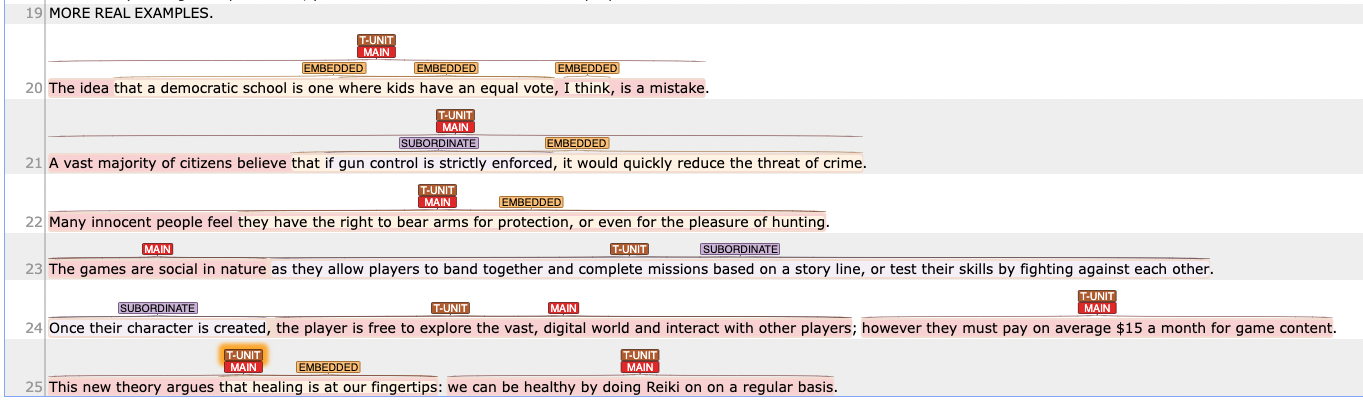 19 MORE REAL EXAMPLES.
T-UNIT
MAIN
EMBEDDED EMBEDDED EMBEDDED
20 The idea that a democratic school is one where kids have an equal vote, I think, is a mistake.
T-UNIT
MAIN
SUBORDINATE EMBEDDED
21 A vast majority of citizens believe that if gun control is strictly enforced, it would quickly reduce the threat of crime.
T-UNIT
MAIN EMBEDDED
22 Many innocent people feel they have the right to bear arms for protection, or even for the pleasure of hunting.
MAIN T-UNIT SUBORDINATE
23 The games are social in nature as they allow players to band together and complete missions based on a story line, or test their skills by fighting against each other.
T-UNIT
SUBORDINATE T-UNIT MAIN MAIN
24 Once their character is created, the player is free to explore the vast, digital world and interact with other players; however they must pay on average $15 a month for game content.
T-UNIT T-UNIT
MAIN EMBEDDED MAIN
25 This new theory argues that healing is at our fingertips: we can be healthy by doing Reiki on on a regular basis.